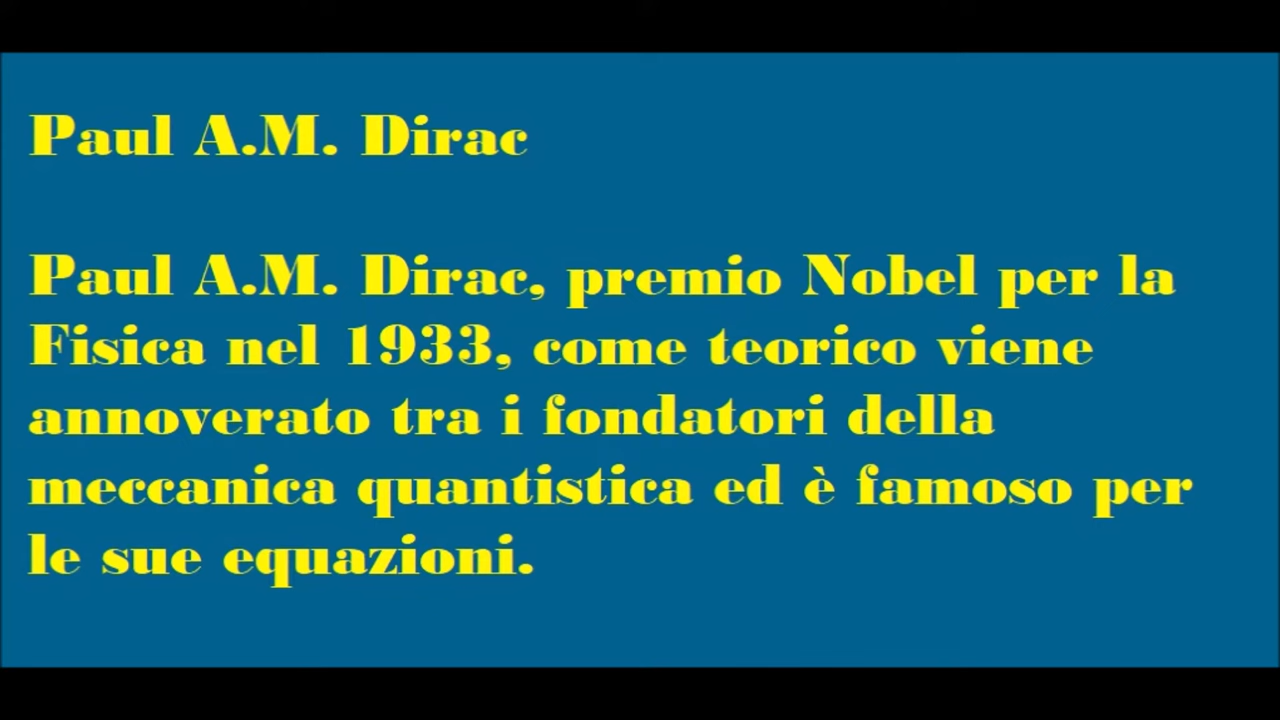 Paul A.M. Dirac
Paul A.M. Dirac, premio Nobel per la
Fisica nel 1933, come teorico viene
annoverato tra i fondatori della
meccanica quantistica ed è famoso per
le sue equazioni.